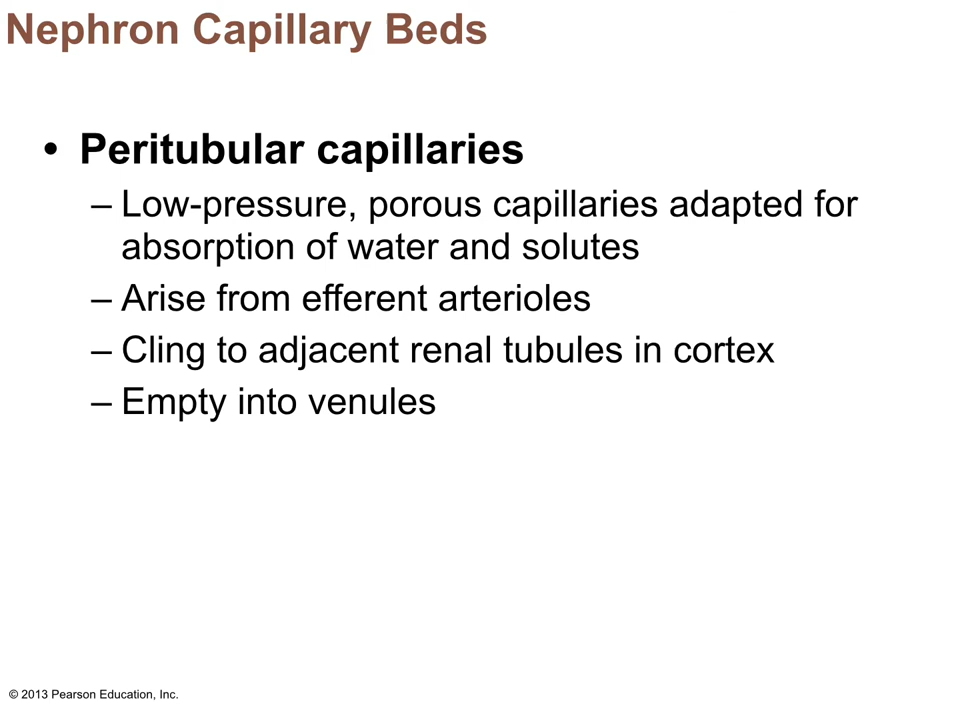 Nephron Capillary Beds
• Peritubular capillaries
– Low-pressure, porous capillaries adapted for
absorption of water and solutes
– Arise from efferent arterioles
– Cling to adjacent renal tubules in cortex
– Empty into venules
© 2013 Pearson Education, Inc.